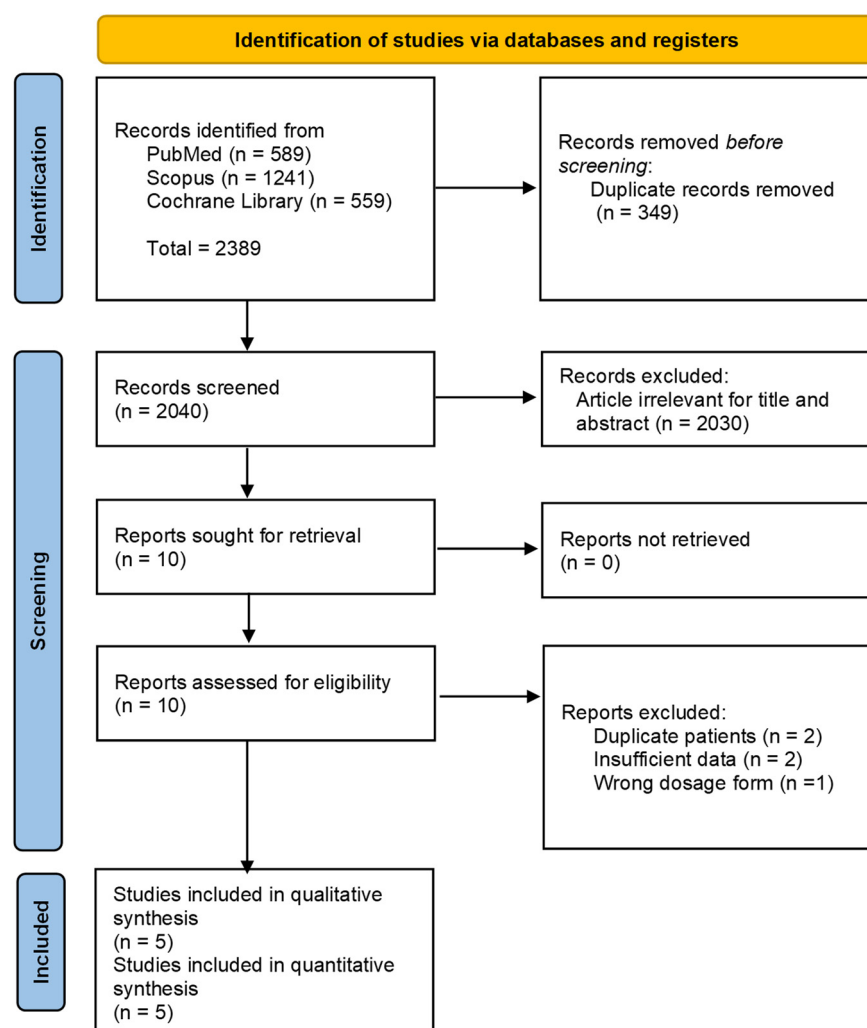 Identification of studies via databases and registers
Identification
Records identified from
PubMed (n = 589)
Scopus (n = 1241)
Cochrane Library (n = 559)
Total = 2389
Records removed before
screening:
Duplicate records removed
(n = 349)
Screening
Records screened
(n = 2040)
Records excluded:
Article irrelevant for title and
abstract (n = 2030)
Reports sought for retrieval
(n = 10)
Reports not retrieved
(n = 0)
Reports assessed for eligibility
(n = 10)
Reports excluded:
Duplicate patients (n = 2)
Insufficient data (n = 2)
Wrong dosage form (n =1)
Included
Studies included in qualitative
synthesis
(n = 5)
Studies included in quantitative
synthesis
(n = 5)